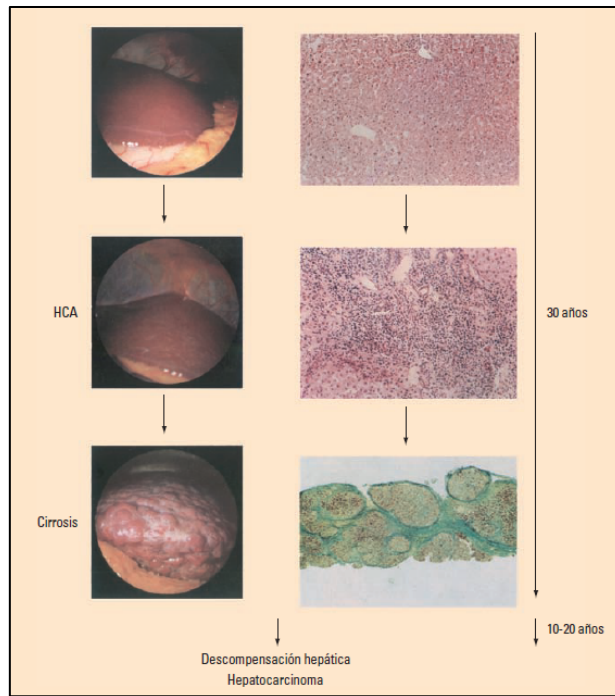 HCA
30 años
Cirrosis
10-20 años
Descompensación hepática
Hepatocarcinoma